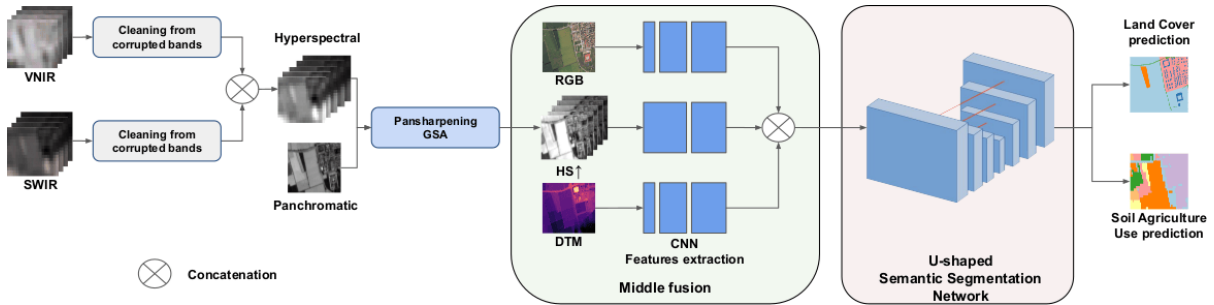 VNIR
Cleaning from
corrupted bands
SWIR
Cleaning from
corrupted bands
Hyperspectral
Panchromatic
Concatenation
Pansharpening
GSA
RGB
HS↑
DTM
CNN
Features extraction
Middle fusion
U-shaped
Semantic Segmentation
Network
Land Cover
prediction
Soil Agriculture
Use prediction